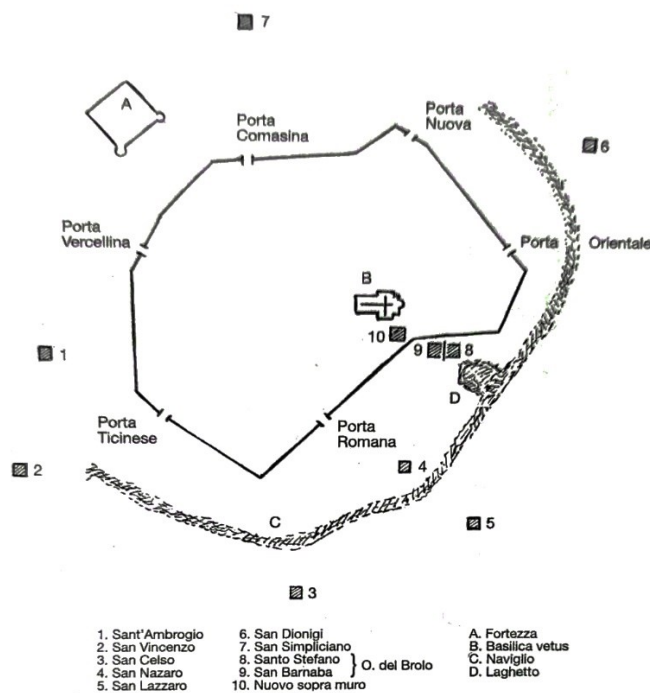 7
A
Porta
Comasina
Porta
Nuova
6
Porta
Vercellina
Porta Orientale
B
10
9 8
1
D
Porta
Ticinese
Porta
Romana
4
2
C
5
3
1. Sant'Ambrogio
2. San Vincenzo
3. San Celso
4. San Nazaro
5. San Lazzaro
6. San Dionigi
7. San Simpliciano
8. Santo Stefano
9. San Barnaba
} O. del Brolo
10. Nuovo sopra muro
A. Fortezza
B. Basilica vetus
C. Naviglio
D. Laghetto